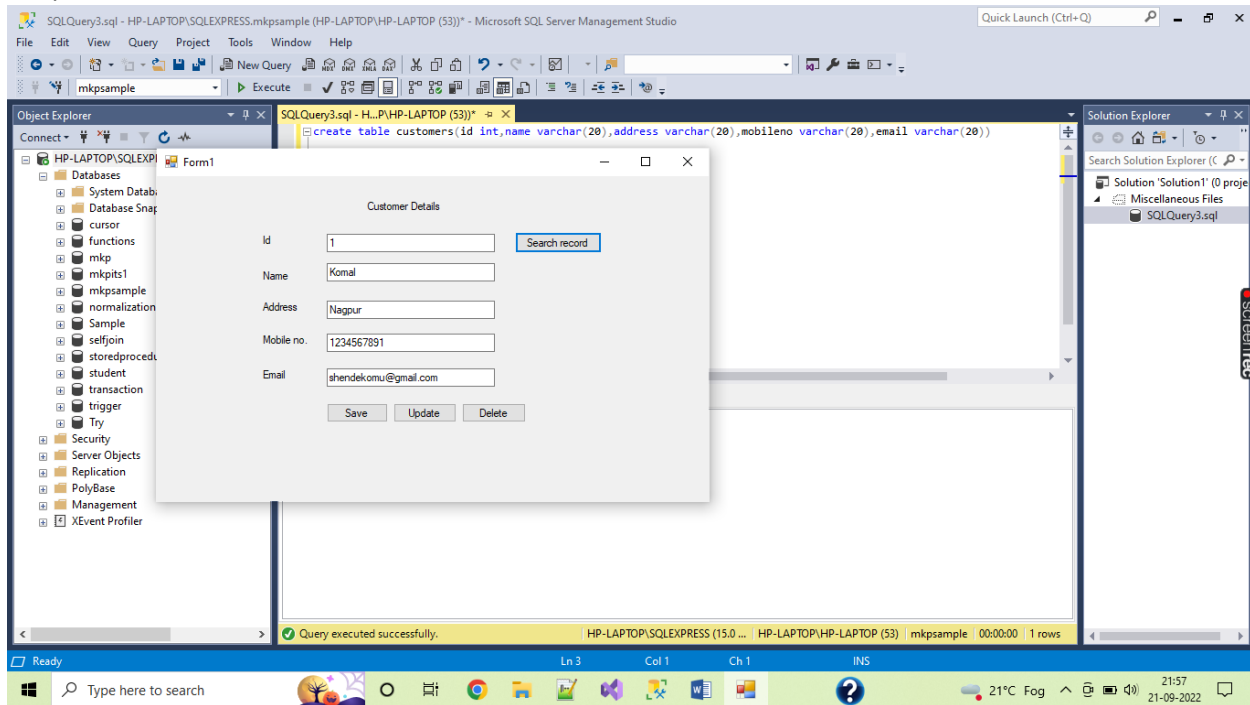 SQLQuery3.sql - HP-LAPTOP\SQLEXPRESS.mkpsample (HP-LAPTOP\HP-LAPTOP (53))* - Microsoft SQL Server Management Studio
Quick Launch (Ctrl+Q)
File Edit View Query Project Tools Window Help
New Query
mkpsample
Execute
Object Explorer
SQLQuery3.sql - H...P\HP-LAPTOP (53))*
Solution Explorer
Connect
create table customers(id int,name varchar(20),address varchar(20),mobileno varchar(20),email varchar(20))
Search Solution Explorer (C
HP-LAPTOP\SQLEXP
Databases
System Databa
Database Snap
cursor
functions
mkp
mkpits1
mkpsample
normalization
Sample
selfjoin
storedprocedu
student
transaction
trigger
Try
Security
Server Objects
Replication
PolyBase
Management
XEvent Profiler
Form1
Customer Details
Id 1 Search record
Name Komal
Address Nagpur
Mobile no. 1234567891
Email shendekomu@gmail.com
Save Update Delete
Solution 'Solution1' (0 proje
Miscellaneous Files
SQLQuery3.sql
screenrec
Query executed successfully.
HP-LAPTOP\SQLEXPRESS (15.0 ...
HP-LAPTOP\HP-LAPTOP (53)
mkpsample
00:00:00
1 rows
Ready
Ln 3
Col 1
Ch 1
INS
Type here to search
21°C Fog
21:57
21-09-2022